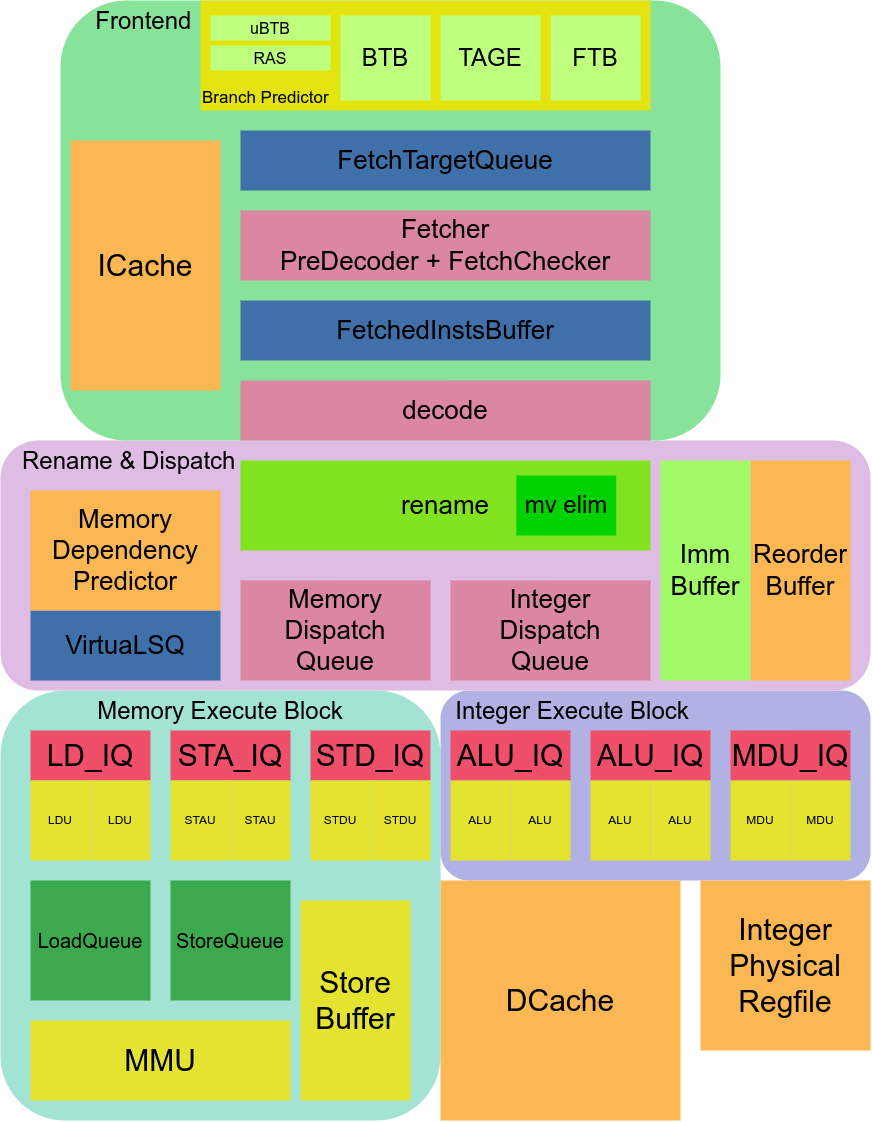 Frontend
uBTB
RAS
Branch Predictor
BTB
TAGE
FTB
FetchTargetQueue
ICache
Fetcher
PreDecoder + FetchChecker
FetchedInstsBuffer
decode
Rename & Dispatch
rename
mv elim
Memory
Dependency
Predictor
VirtuaLSQ
Memory
Dispatch
Queue
Integer
Dispatch
Queue
Imm
Buffer
Reorder
Buffer
Memory Execute Block
LD_IQ
STA_IQ
STD_IQ
LDU
LDU
STAU
STAU
STDU
STDU
LoadQueue
StoreQueue
Store
Buffer
MMU
Integer Execute Block
ALU_IQ
ALU_IQ
MDU_IQ
ALU
ALU
ALU
ALU
MDU
MDU
DCache
Integer
Physical
Regfile